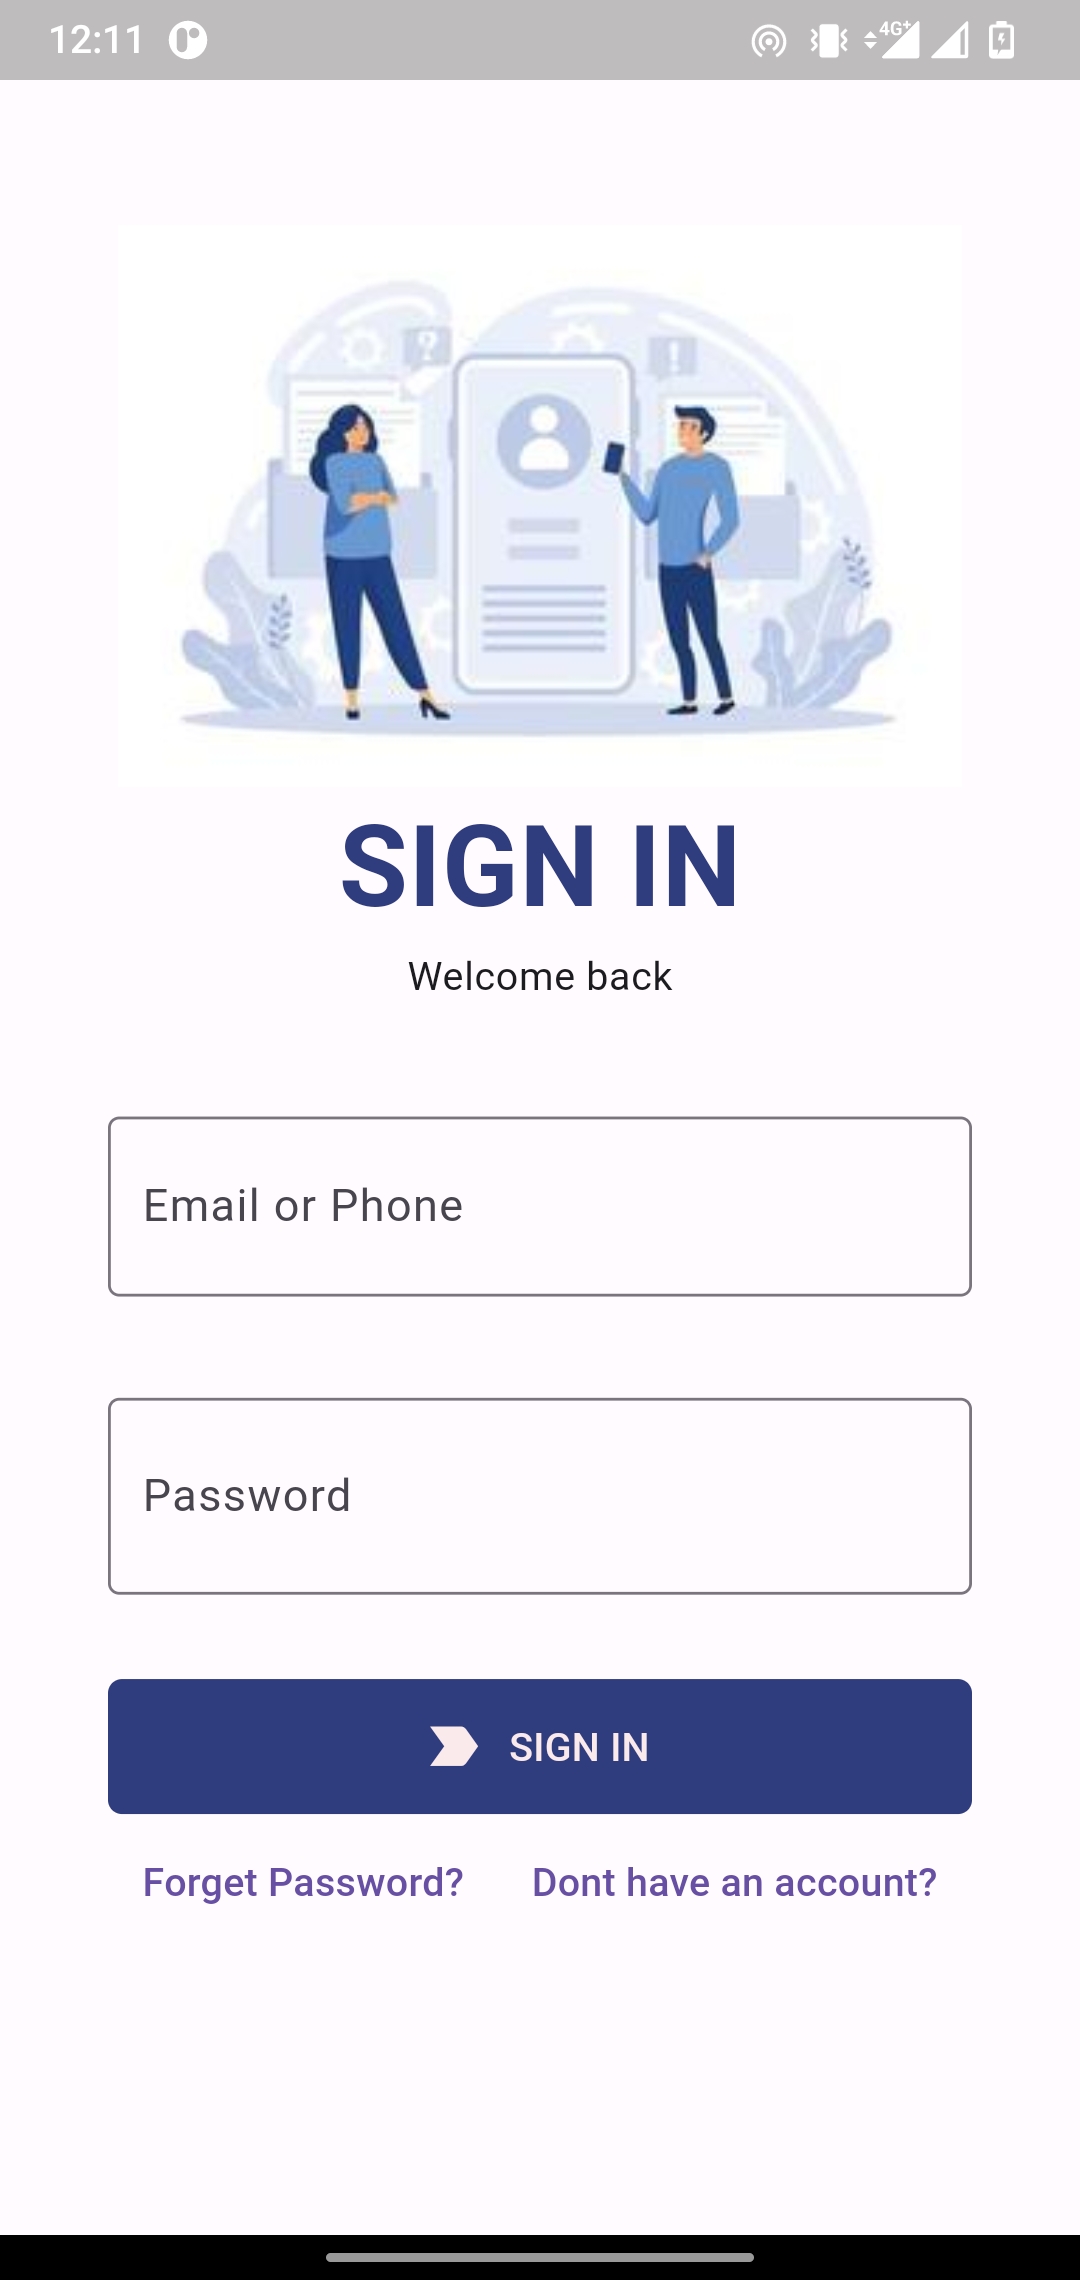 12:11
4G+
?
!
SIGN IN
Welcome back
Email or Phone
Password
SIGN IN
Forget Password?
Dont have an account?